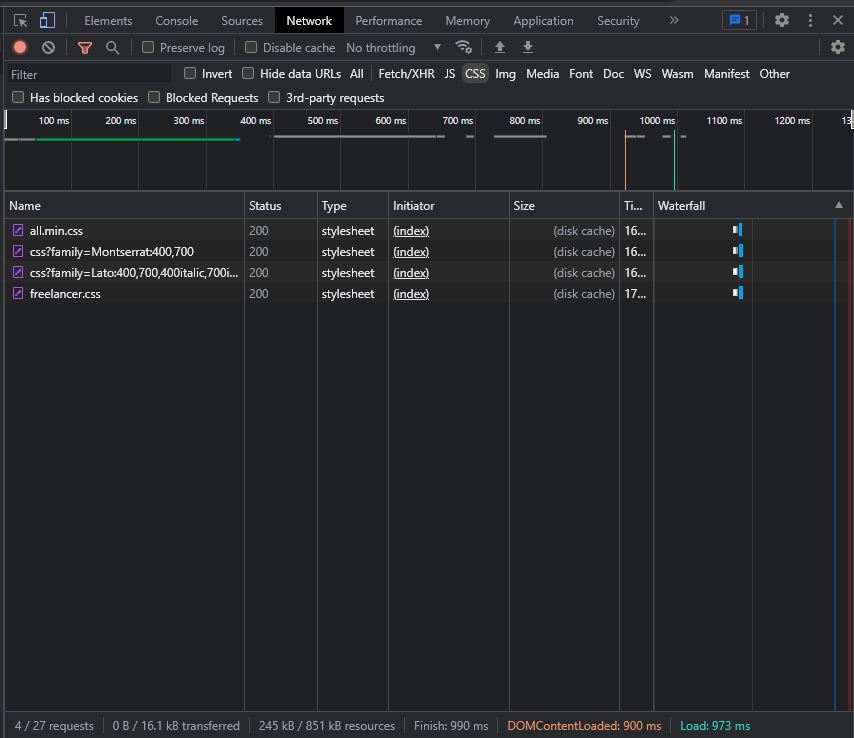 Elements Console Sources Network Performance Memory Application Security » 1
Preserve log Disable cache No throttling
Filter Invert Hide data URLs All Fetch/XHR JS CSS Img Media Font Doc WS Wasm Manifest Other
Has blocked cookies Blocked Requests 3rd-party requests
100 ms 200 ms 300 ms 400 ms 500 ms 600 ms 700 ms 800 ms 900 ms 1000 ms 1100 ms 1200 ms 13
Name Status Type Initiator Size Ti... Waterfall
all.min.css 200 stylesheet (index) (disk cache) 16...
css?family=Montserrat:400,700 200 stylesheet (index) (disk cache) 16...
css?family=Lato:400,700,400italic,700i... 200 stylesheet (index) (disk cache) 16...
freelancer.css 200 stylesheet (index) (disk cache) 17...
4 / 27 requests 0 B / 16.1 kB transferred 245 kB / 851 kB resources Finish: 990 ms DOMContentLoaded: 900 ms Load: 973 ms